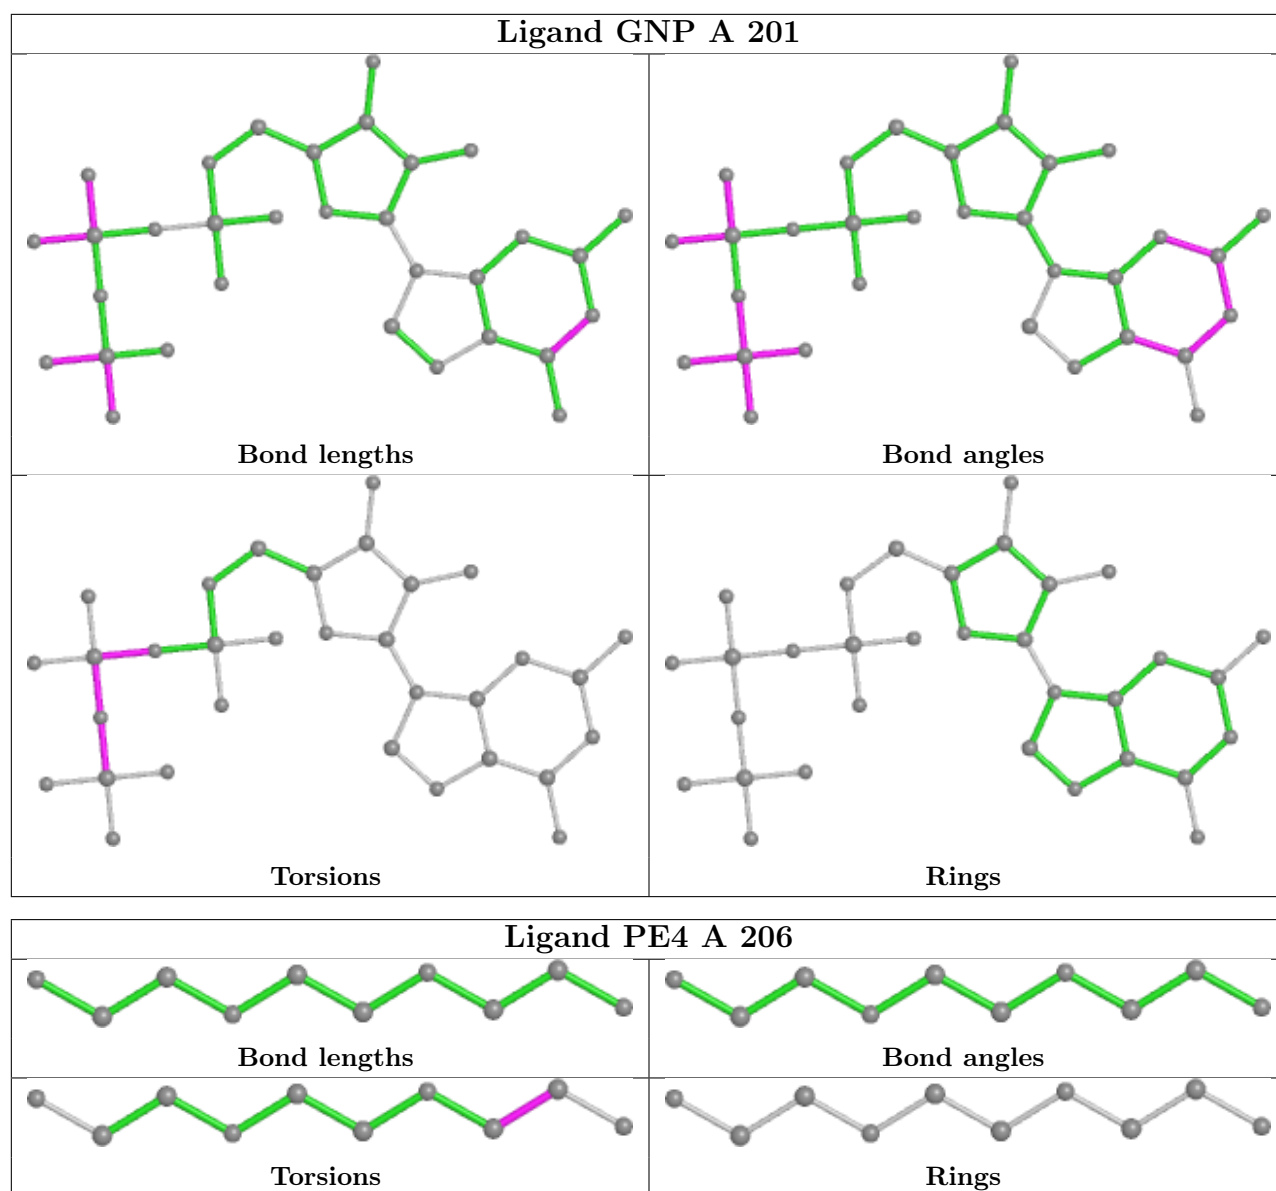 Ligand GNP A 201
Bond lengths
Bond angles
Torsions
Rings
Ligand PE4 A 206
Bond lengths
Bond angles
Torsions
Rings